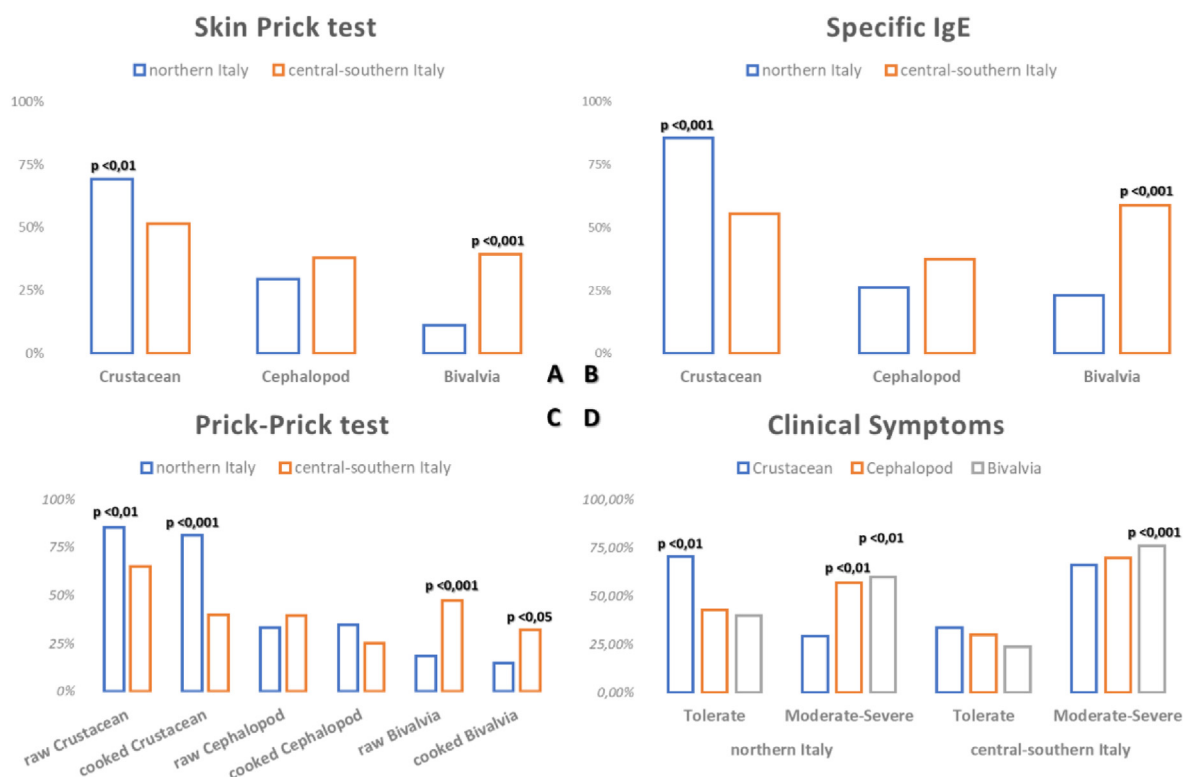 Skin Prick test
northern Italy central-southern Italy
100%
75%
50%
25%
0%
p <0,01
p <0,001
Crustacean Cephalopod Bivalvia
A
Specific IgE
northern Italy central-southern Italy
100%
75%
50%
25%
0%
p <0,001
p <0,001
Crustacean Cephalopod Bivalvia
B
Prick-Prick test
northern Italy central-southern Italy
100%
75%
50%
25%
0%
p <0,01
p <0,001
p <0,001
p <0,05
raw Crustacean
cooked Crustacean
raw Cephalopod
cooked Cephalopod
raw Bivalvia
cooked Bivalvia
C
D
Clinical Symptoms
Crustacean Cephalopod Bivalvia
100,00%
75,00%
50,00%
25,00%
0,00%
p <0,01
p <0,01
p <0,01
p <0,001
Tolerate Moderate-Severe Tolerate Moderate-Severe
northern Italy central-southern Italy